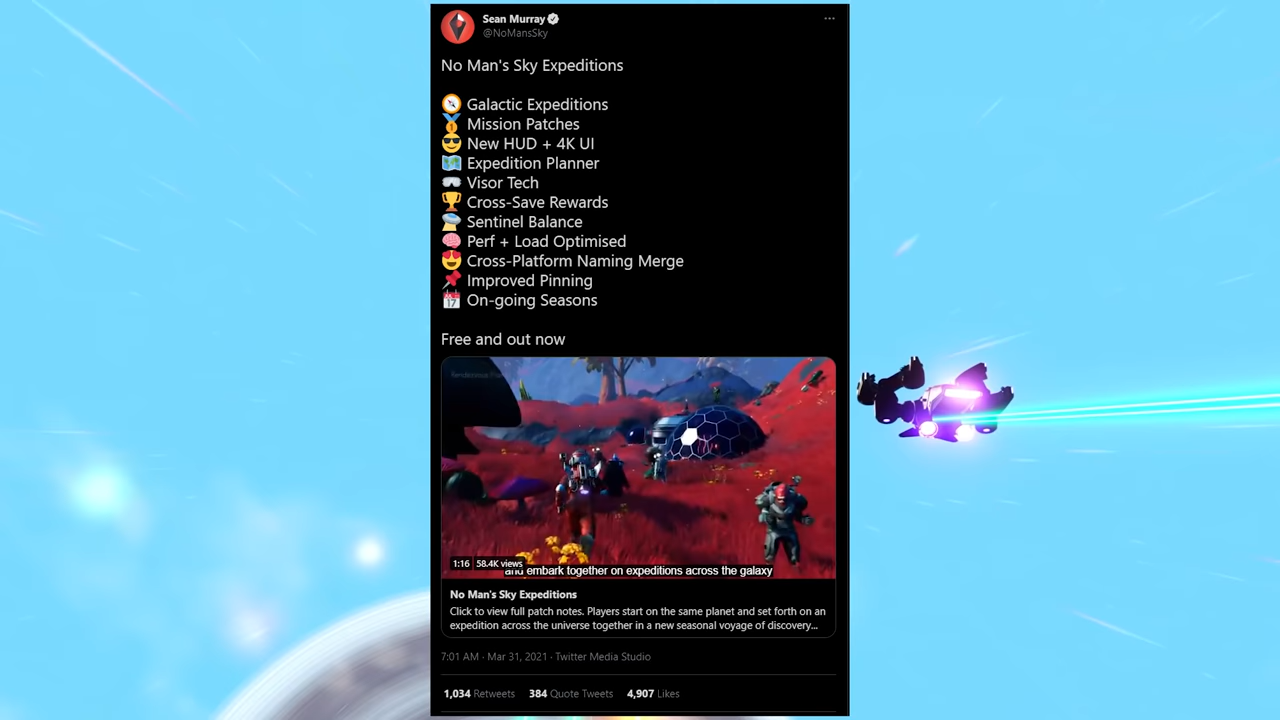 Sean Murray
@NoMansSky
No Man's Sky Expeditions
Galactic Expeditions
Mission Patches
New HUD + 4K UI
Expedition Planner
Visor Tech
Cross-Save Rewards
Sentinel Balance
Perf + Load Optimised
Cross-Platform Naming Merge
Improved Pinning
17 On-going Seasons
Free and out now
1:16 58.4K views
and embark together on expeditions across the galaxy
No Man's Sky Expeditions
Click to view full patch notes. Players start on the same planet and set forth on an
expedition across the universe together in a new seasonal voyage of discovery...
7:01 AM · Mar 31, 2021 · Twitter Media Studio
1,034 Retweets 384 Quote Tweets 4,907 Likes